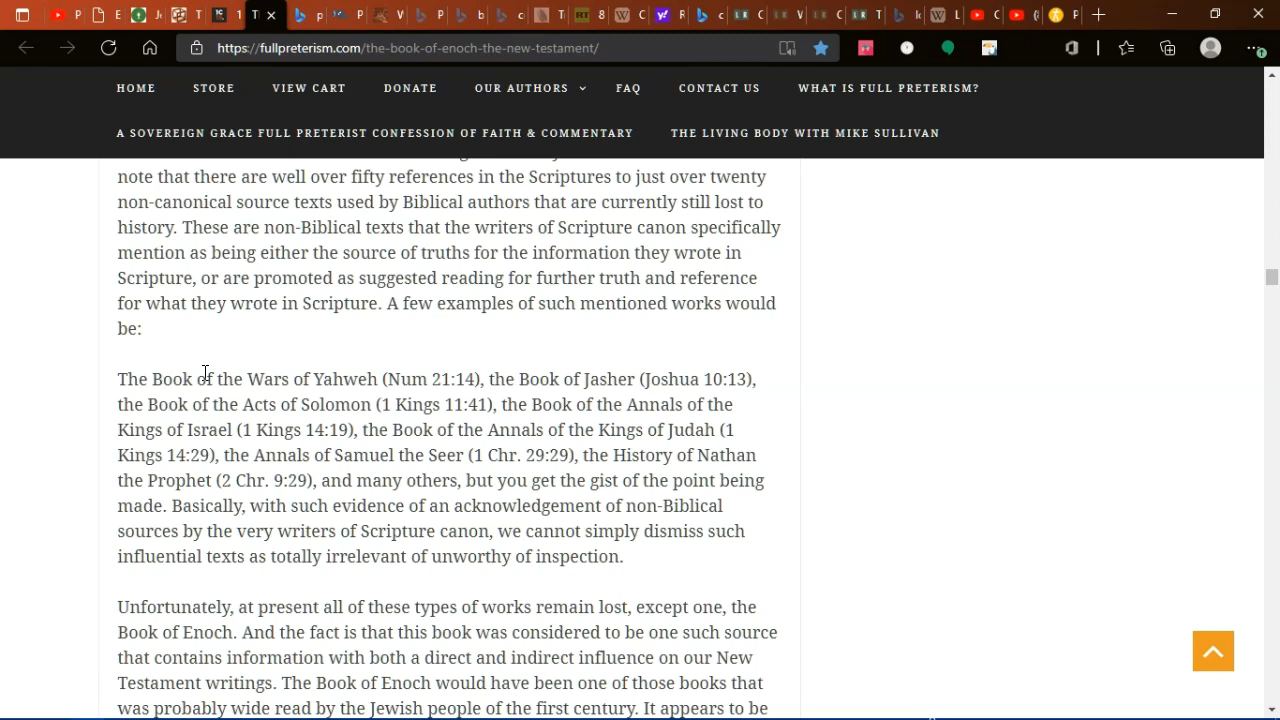 https://fullpreterism.com/the-book-of-enoch-the-new-testament/
HOME STORE VIEW CART DONATE OUR AUTHORS FAQ CONTACT US WHAT IS FULL PRETERISM?
A SOVEREIGN GRACE FULL PRETERIST CONFESSION OF FAITH & COMMENTARY THE LIVING BODY WITH MIKE SULLIVAN
note that there are well over fifty references in the Scriptures to just over twenty
non-canonical source texts used by Biblical authors that are currently still lost to
history. These are non-Biblical texts that the writers of Scripture canon specifically
mention as being either the source of truths for the information they wrote in
Scripture, or are promoted as suggested reading for further truth and reference
for what they wrote in Scripture. A few examples of such mentioned works would
be:
The Book of the Wars of Yahweh (Num 21:14), the Book of Jasher (Joshua 10:13),
the Book of the Acts of Solomon (1 Kings 11:41), the Book of the Annals of the
Kings of Israel (1 Kings 14:19), the Book of the Annals of the Kings of Judah (1
Kings 14:29), the Annals of Samuel the Seer (1 Chr. 29:29), the History of Nathan
the Prophet (2 Chr. 9:29), and many others, but you get the gist of the point being
made. Basically, with such evidence of an acknowledgement of non-Biblical
sources by the very writers of Scripture canon, we cannot simply dismiss such
influential texts as totally irrelevant of unworthy of inspection.
Unfortunately, at present all of these types of works remain lost, except one, the
Book of Enoch. And the fact is that this book was considered to be one such source
that contains information with both a direct and indirect influence on our New
Testament writings. The Book of Enoch would have been one of those books that
was probably wide read by the Jewish people of the first century. It appears to be